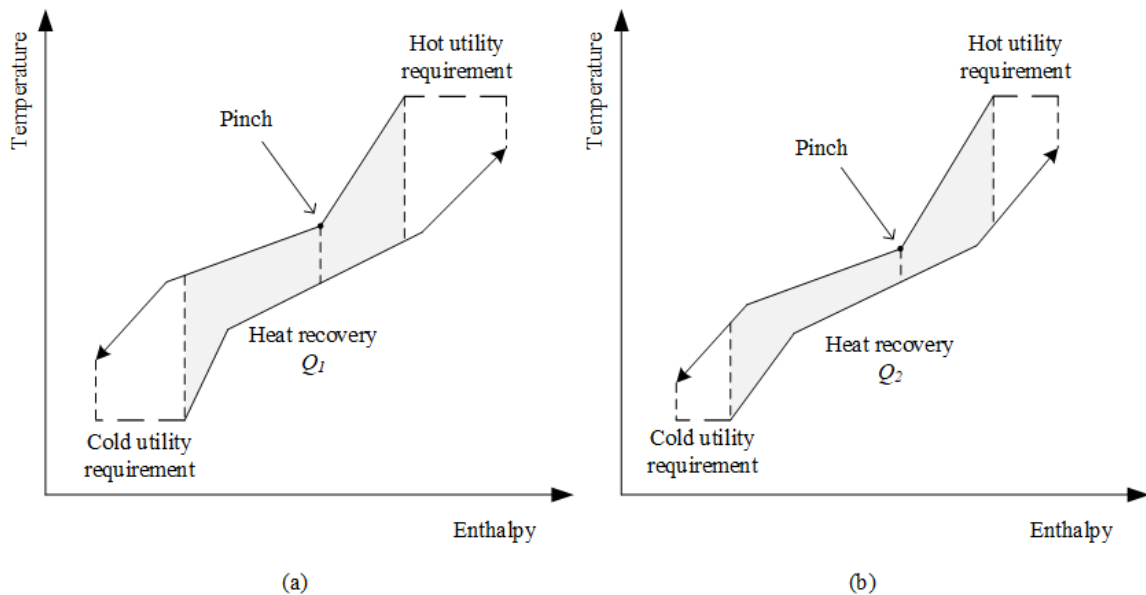 Temperature
Hot utility
requirement
Pinch
Heat recovery
Q1
Cold utility
requirement
Enthalpy
(a)
Temperature
Hot utility
requirement
Pinch
Heat recovery
Q2
Cold utility
requirement
Enthalpy
(b)